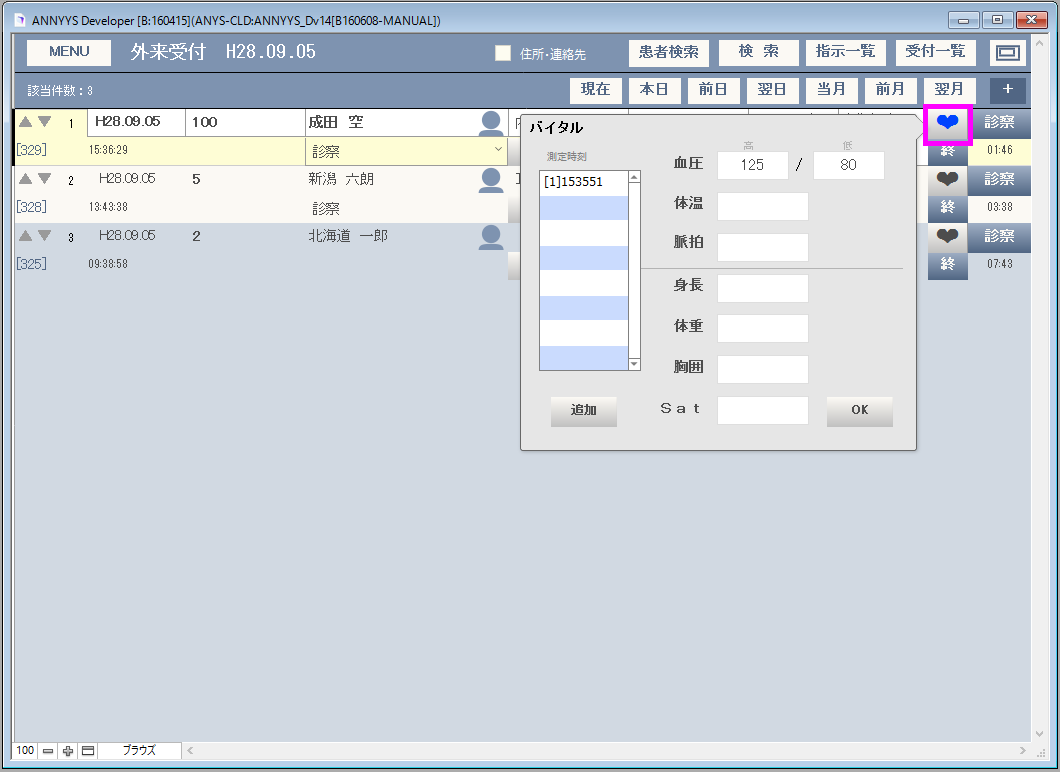 ANNYYS Developer [B:160415](ANYS-CLD:ANNYYS_Dv14[B160608-MANUAL])
MENU 外来受付 H28.09.05 住所・連絡先 患者検索 検 索 指示一覧 受付一覧
該当件数：3 現在 本日 前日 翌日 当月 前月 翌月 +
1 H28.09.05 100 成田 空 診察
[329] 15:36:29 診察 終 01:46
2 H28.09.05 5 新潟 六朗 診察
[328] 13:43:38 診察 終 03:38
3 H28.09.05 2 北海道 一郎 診察
[325] 09:38:58 終 07:43
バイタル
測定時刻
[1]153551
追加
高 低
血圧 125 / 80
体温
脈拍
身長
体重
胸囲
Ｓａｔ OK
100 ブラウズ